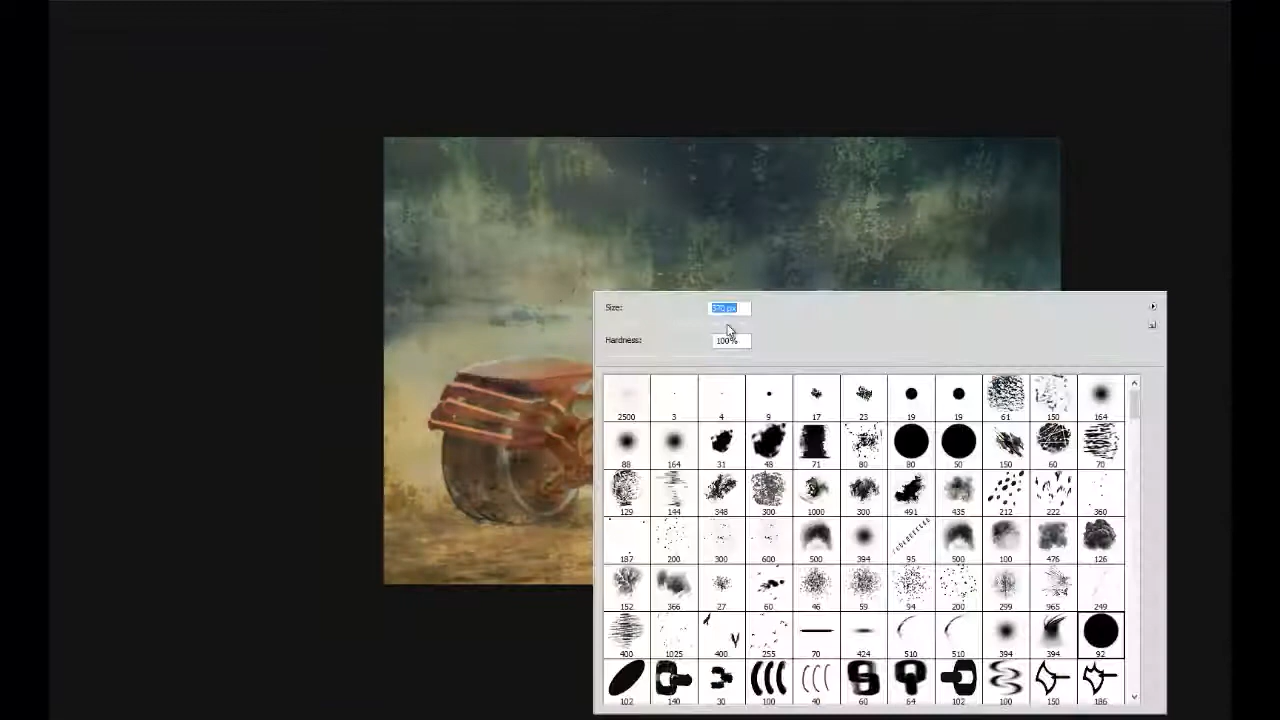 Size: 370 px
Hardness: 100%
2500 3 4 9 17 23 19 19 61 150 164
88 164 31 48 71 80 80 50 150 60 70
129 144 348 300 1000 300 491 435 212 222 360
187 200 300 600 500 394 95 500 100 476 126
152 366 27 60 46 59 94 200 299 965 249
400 1025 400 255 70 424 510 510 394 394 92
102 140 30 100 40 60 64 102 100 150 186